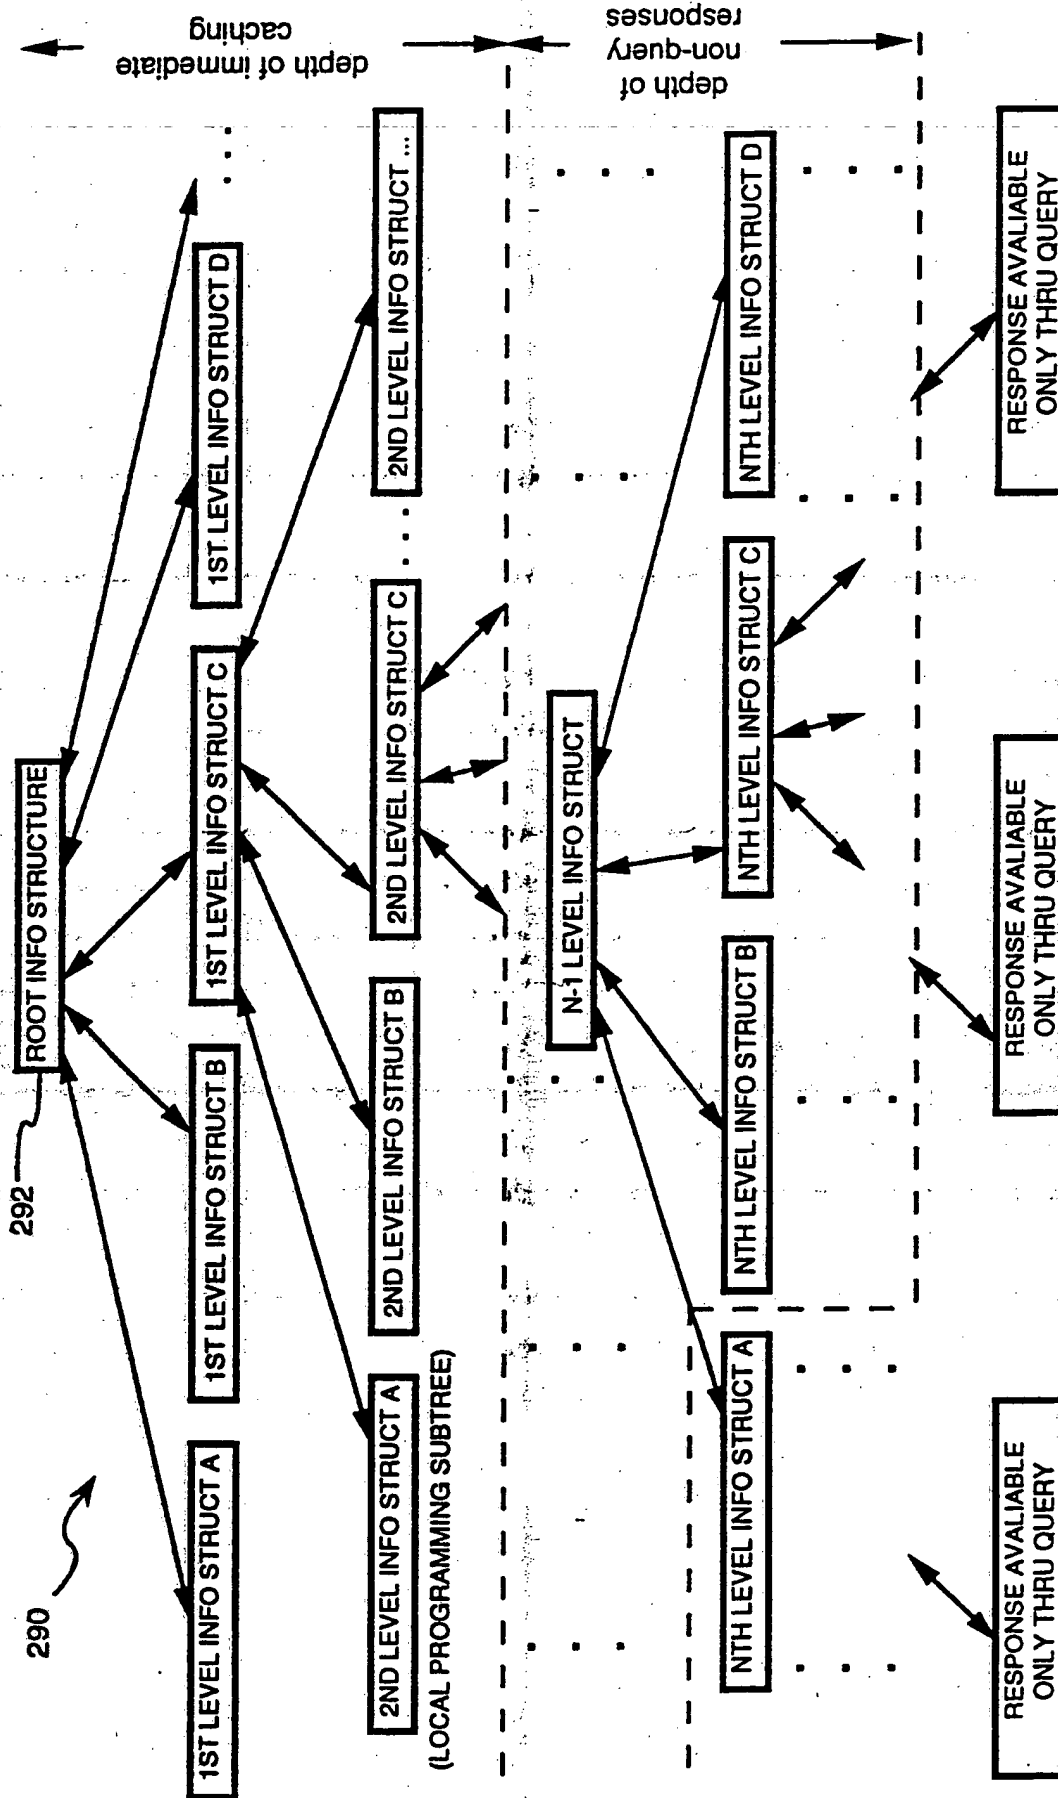 290
292
ROOT INFO STRUCTURE
1ST LEVEL INFO STRUCT A
1ST LEVEL INFO STRUCT B
1ST LEVEL INFO STRUCT C
1ST LEVEL INFO STRUCT D
...
depth of immediate
caching
2ND LEVEL INFO STRUCT A
(LOCAL PROGRAMMING SUBTREE)
2ND LEVEL INFO STRUCT B
2ND LEVEL INFO STRUCT C
...
2ND LEVEL INFO STRUCT ...
N-1 LEVEL INFO STRUCT
depth of
non-query
responses
NTH LEVEL INFO STRUCT A
NTH LEVEL INFO STRUCT B
NTH LEVEL INFO STRUCT C
NTH LEVEL INFO STRUCT D
RESPONSE AVALIABLE
ONLY THRU QUERY
RESPONSE AVALIABLE
ONLY THRU QUERY
RESPONSE AVALIABLE
ONLY THRU QUERY